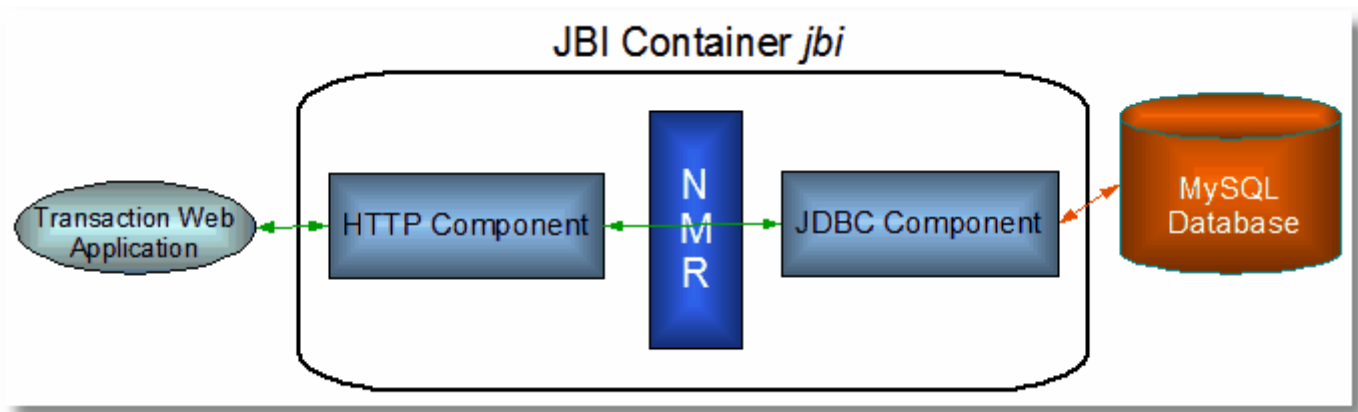 JBI Container jbi
Transaction Web
Application
HTTP Component
N
M
R
JDBC Component
MySQL
Database